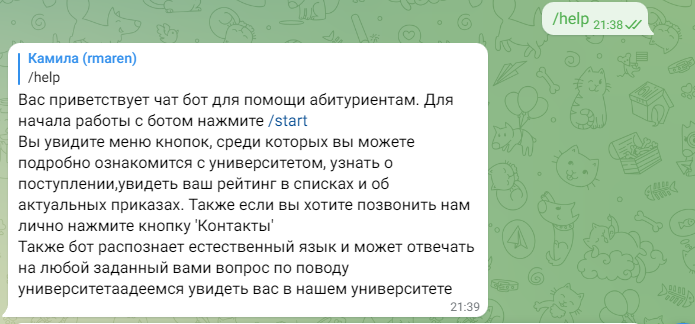 /help 21:38
Камила (rmaren)
/help
Вас приветствует чат бот для помощи абитуриентам. Для
начала работы с ботом нажмите /start
Вы увидите меню кнопок, среди которых вы можете
подробно ознакомится с университетом, узнать о
поступлении,увидеть ваш рейтинг в списках и об
актуальных приказах. Также если вы хотите позвонить нам
лично нажмите кнопку 'Контакты'
Также бот распознает естественный язык и может отвечать
на любой заданный вами вопрос по поводу
университетаадеемся увидеть вас в нашем университете
21:39